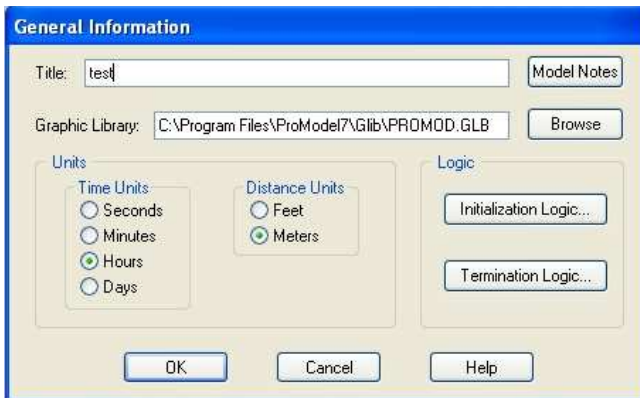 General Information
Title: test Model Notes
Graphic Library: C:\Program Files\ProModel7\Glib\PROMOD.GLB Browse
Units
Time Units
Seconds
Minutes
Hours
Days
Distance Units
Feet
Meters
Logic
Initialization Logic...
Termination Logic...
OK Cancel Help